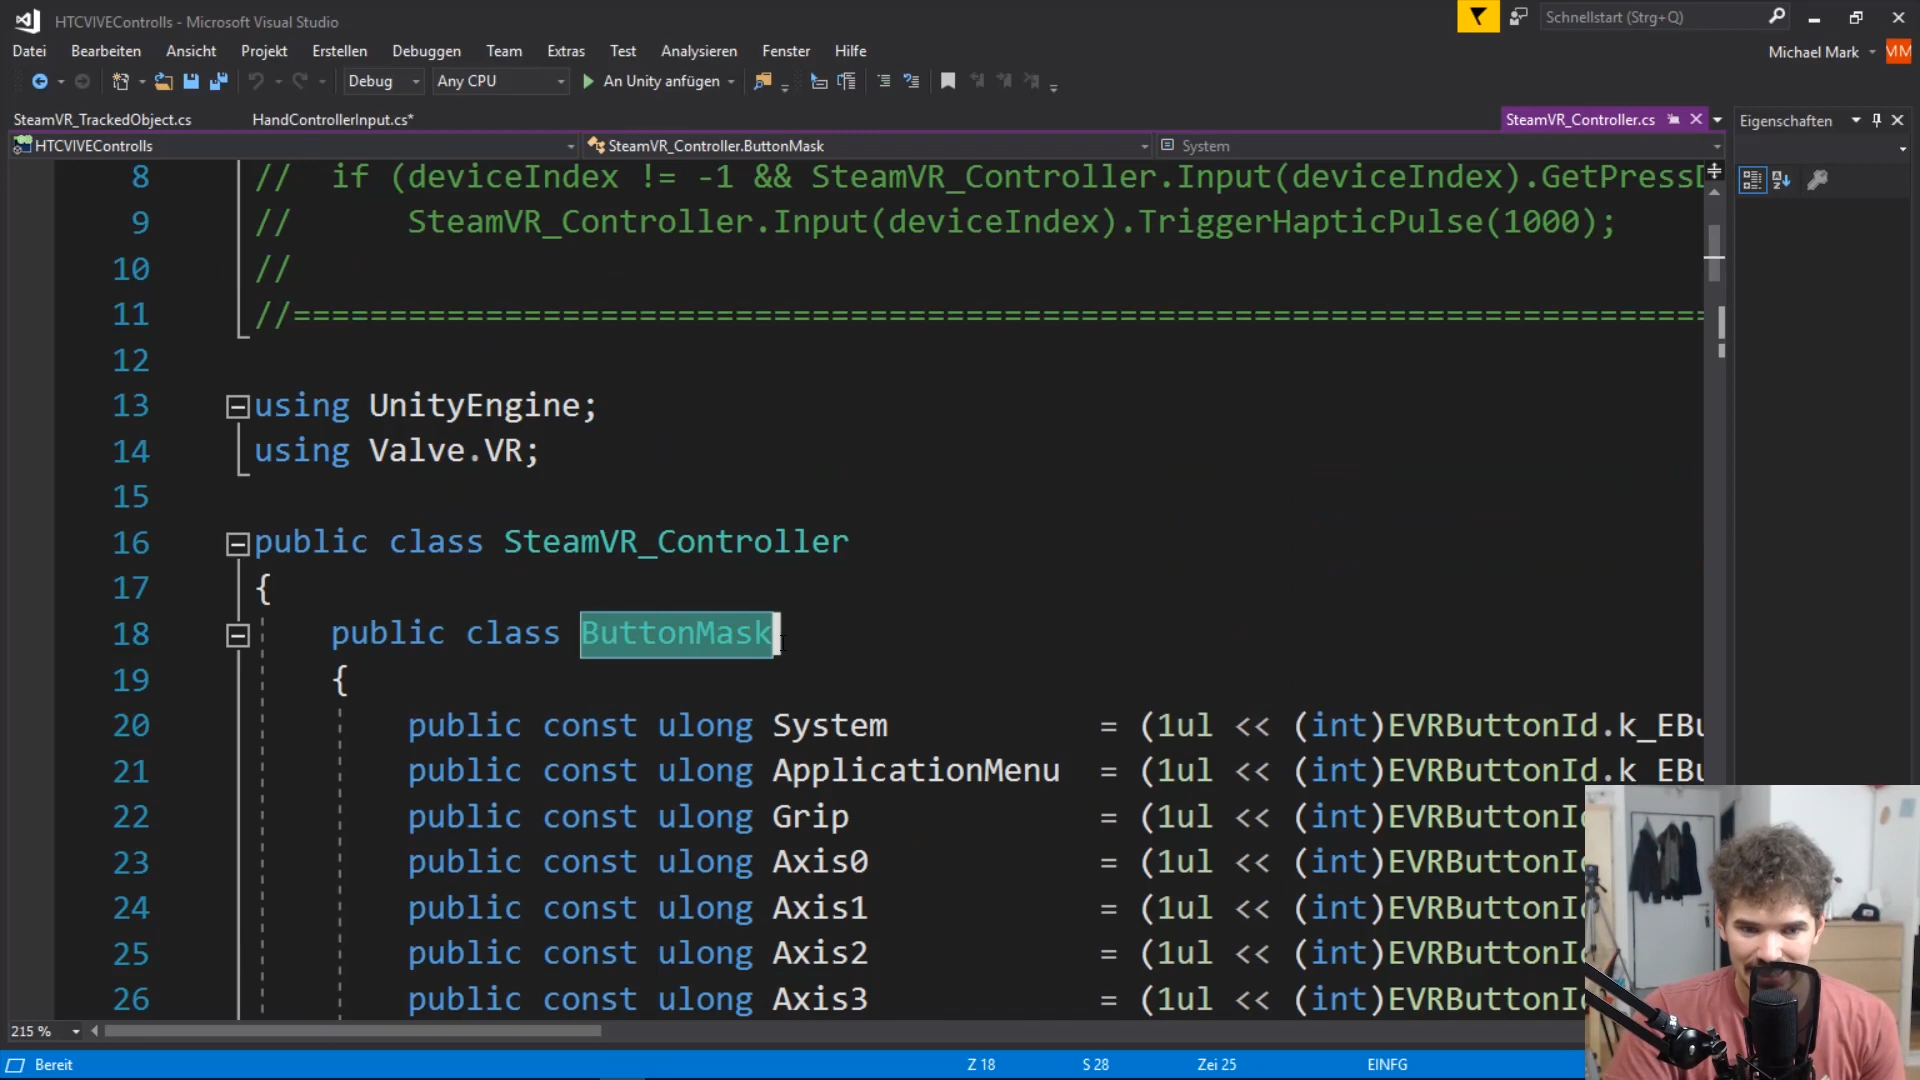 HTCVIVEControlls - Microsoft Visual Studio
Schnellstart (Strg+Q)
Datei Bearbeiten Ansicht Projekt Erstellen Debuggen Team Extras Test Analysieren Fenster Hilfe
Michael Mark MM
Debug Any CPU An Unity anfügen
SteamVR_TrackedObject.cs HandControllerInput.cs* SteamVR_Controller.cs Eigenschaften
HTCVIVEControlls SteamVR_Controller.ButtonMask System
8 // if (deviceIndex != -1 && SteamVR_Controller.Input(deviceIndex).GetPressD
9 // SteamVR_Controller.Input(deviceIndex).TriggerHapticPulse(1000);
10 //
11 //===========================================================================
12
13 using UnityEngine;
14 using Valve.VR;
15
16 public class SteamVR_Controller
17 {
18 public class ButtonMask
19 {
20 public const ulong System = (1ul << (int)EVRButtonId.k_EBu
21 public const ulong ApplicationMenu = (1ul << (int)EVRButtonId.k_EBu
22 public const ulong Grip = (1ul << (int)EVRButtonId
23 public const ulong Axis0 = (1ul << (int)EVRButtonId
24 public const ulong Axis1 = (1ul << (int)EVRButtonId
25 public const ulong Axis2 = (1ul << (int)EVRButtonId
26 public const ulong Axis3 = (1ul << (int)EVRButtonId
215 %
Bereit Z 18 S 28 Zei 25 EINFG